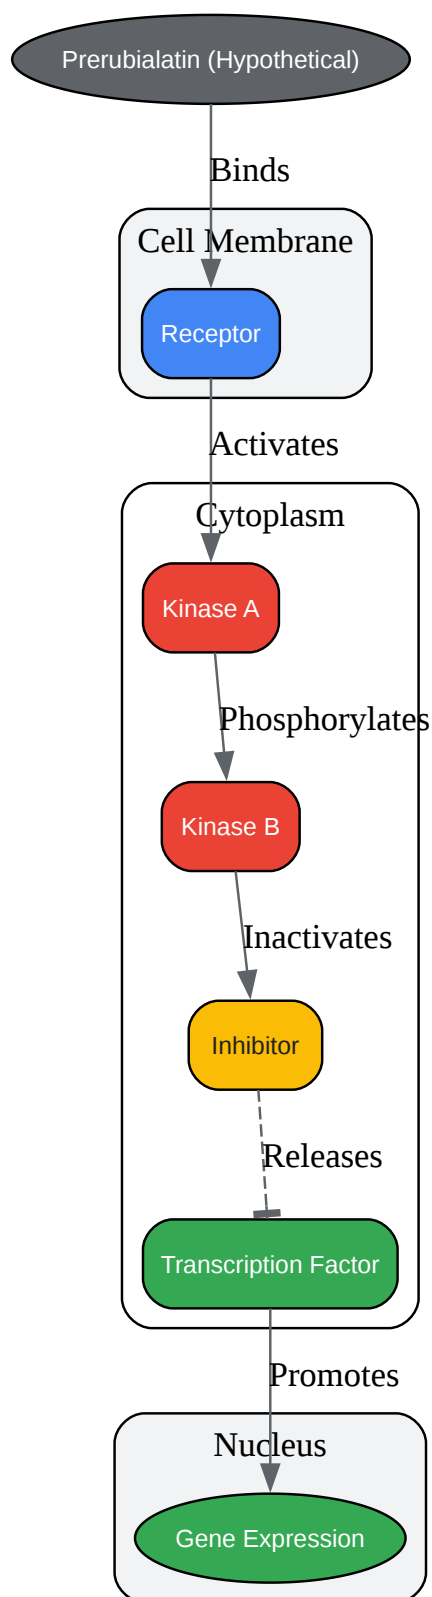 Prerubialatin (Hypothetical)
Binds
Cell Membrane
Receptor
Activates
Cytoplasm
Kinase A
Phosphorylates
Kinase B
Inactivates
Inhibitor
Releases
Transcription Factor
Promotes
Nucleus
Gene Expression